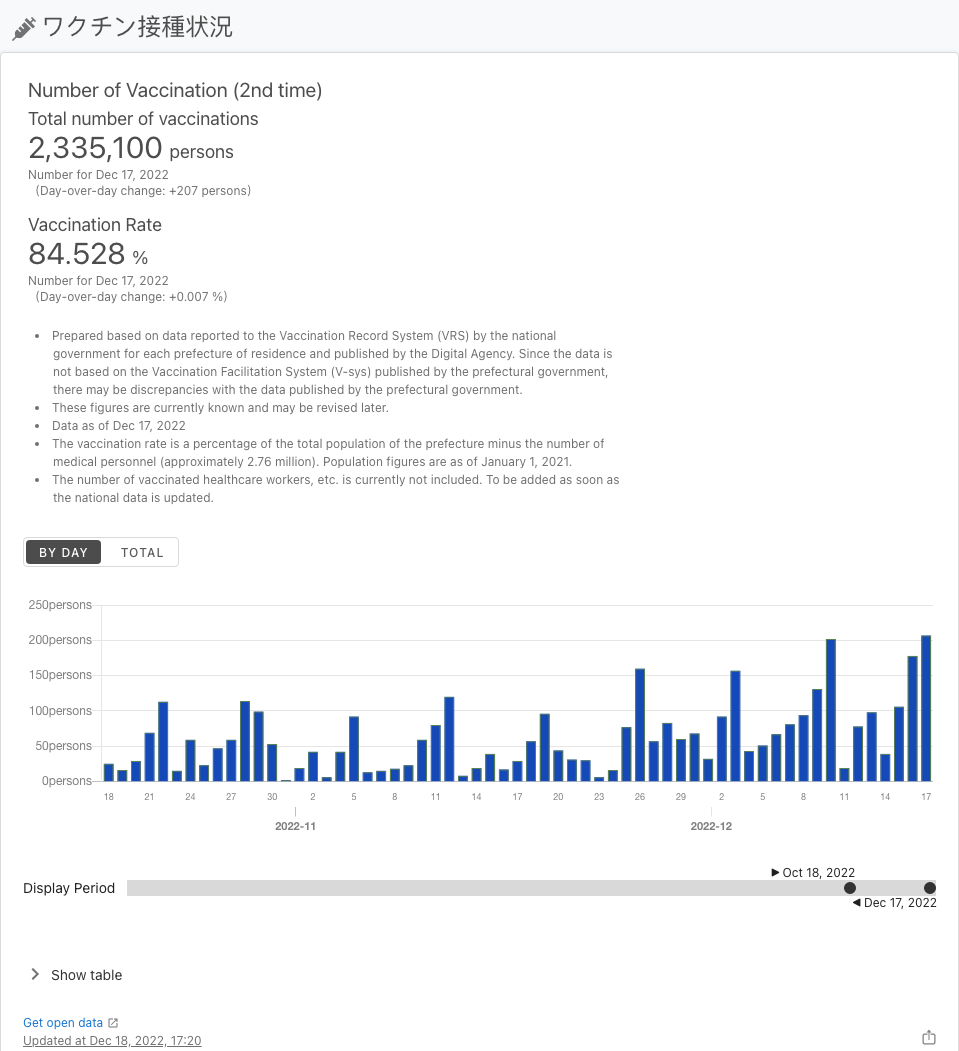 ワクチン接種状況
Number of Vaccination (2nd time)
Total number of vaccinations
2,335,100 persons
Number for Dec 17, 2022
(Day-over-day change: +207 persons)
Vaccination Rate
84.528 %
Number for Dec 17, 2022
(Day-over-day change: +0.007 %)
• Prepared based on data reported to the Vaccination Record System (VRS) by the national
government for each prefecture of residence and published by the Digital Agency. Since the data is
not based on the Vaccination Facilitation System (V-sys) published by the prefectural government,
there may be discrepancies with the data published by the prefectural government.
• These figures are currently known and may be revised later.
• Data as of Dec 17, 2022
• The vaccination rate is a percentage of the total population of the prefecture minus the number of
medical personnel (approximately 2.76 million). Population figures are as of January 1, 2021.
• The number of vaccinated healthcare workers, etc. is currently not included. To be added as soon as
the national data is updated.
BY DAY TOTAL
250persons
200persons
150persons
100persons
50persons
0persons
18 21 24 27 30 2 5 8 11 14 17 20 23 26 29 2 5 8 11 14 17
2022-11 2022-12
Oct 18, 2022
Display Period
Dec 17, 2022
Show table
Get open data
Updated at Dec 18, 2022, 17:20